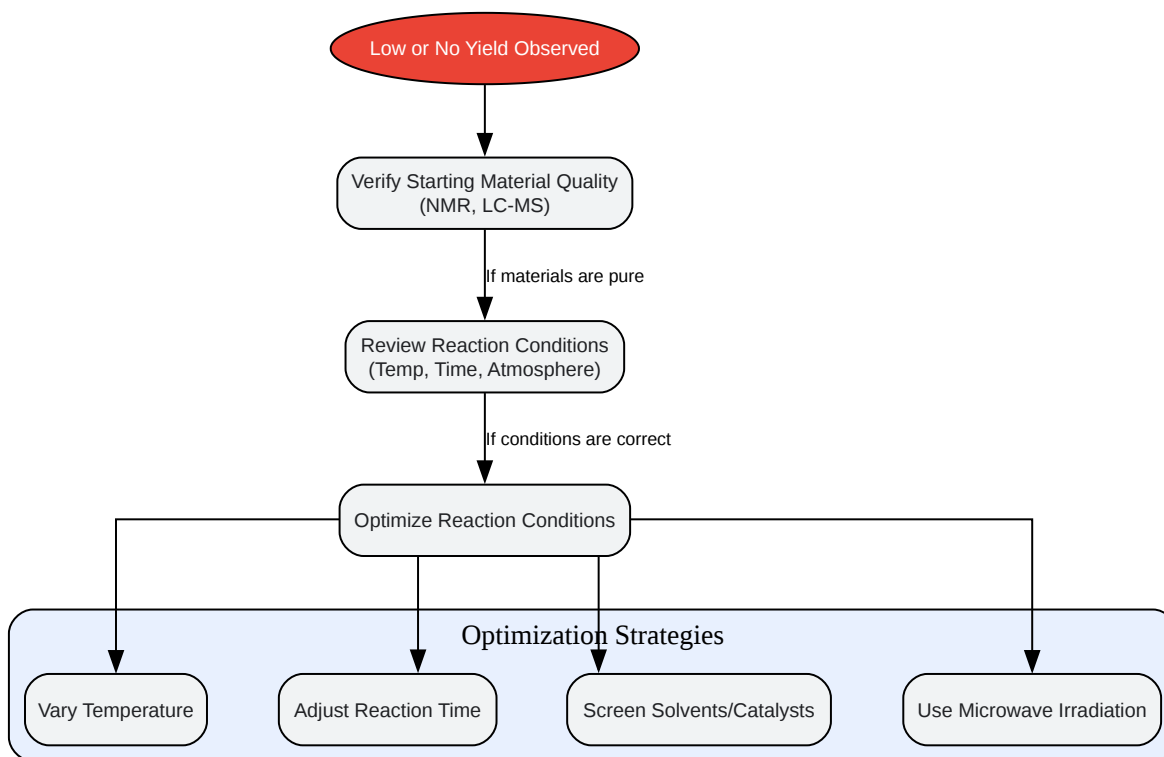 Low or No Yield Observed
Verify Starting Material Quality
(NMR, LC-MS)
If materials are pure
Review Reaction Conditions
(Temp, Time, Atmosphere)
If conditions are correct
Optimize Reaction Conditions
Optimization Strategies
Vary Temperature
Adjust Reaction Time
Screen Solvents/Catalysts
Use Microwave Irradiation